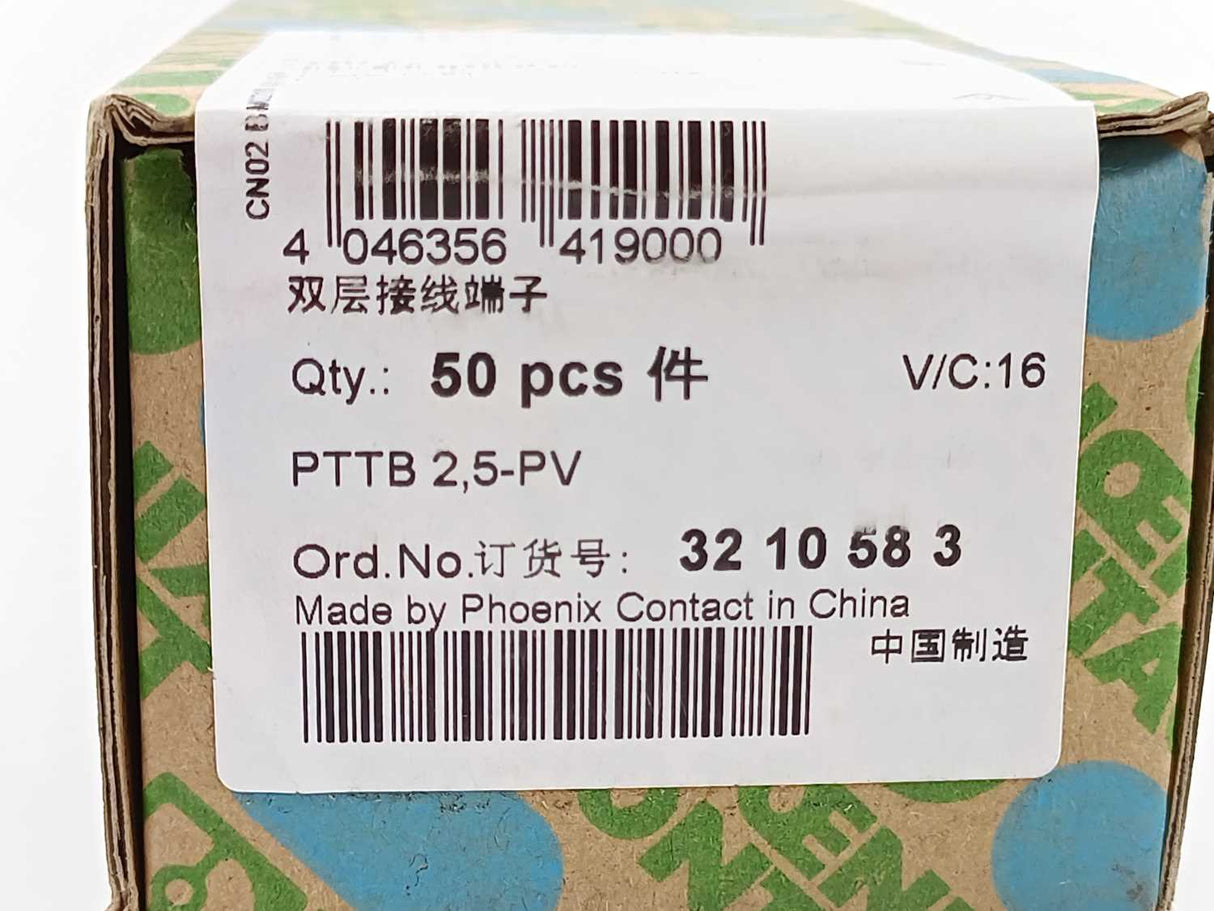 CN02
4 046356 419000
双层接线端子
Qty.: 50 pcs 件 V/C:16
PTTB 2,5-PV
Ord.No.订货号: 32 10 58 3
Made by Phoenix Contact in China
中国制造